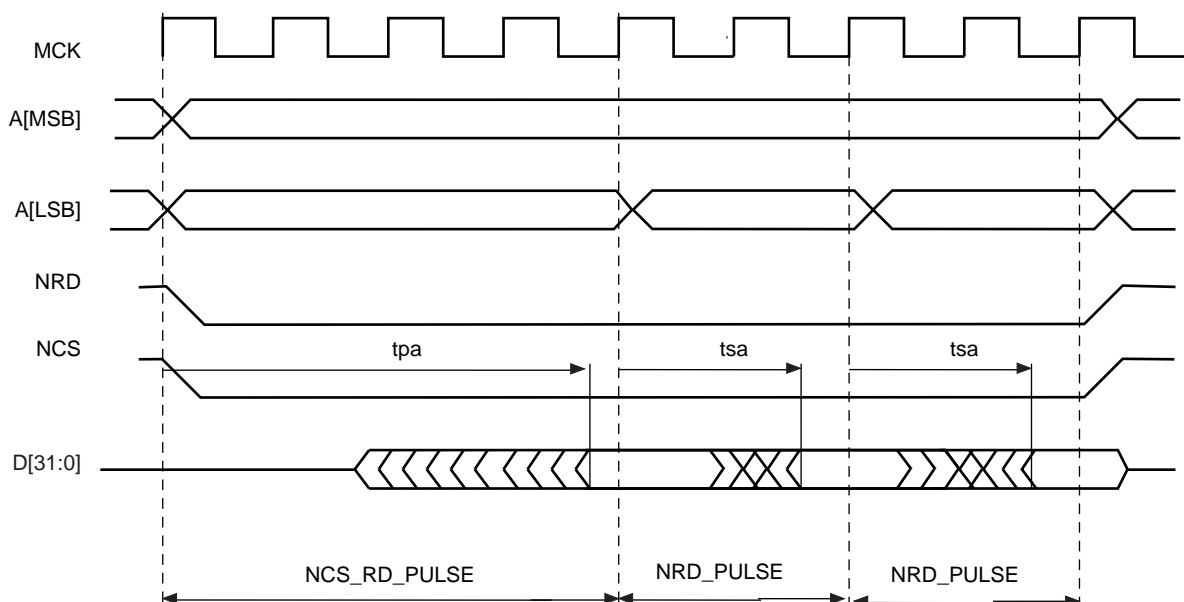 MCK
A[MSB]
A[LSB]
NRD
NCS
tpa
tsa
tsa
D[31:0]
NCS_RD_PULSE
NRD_PULSE
NRD_PULSE